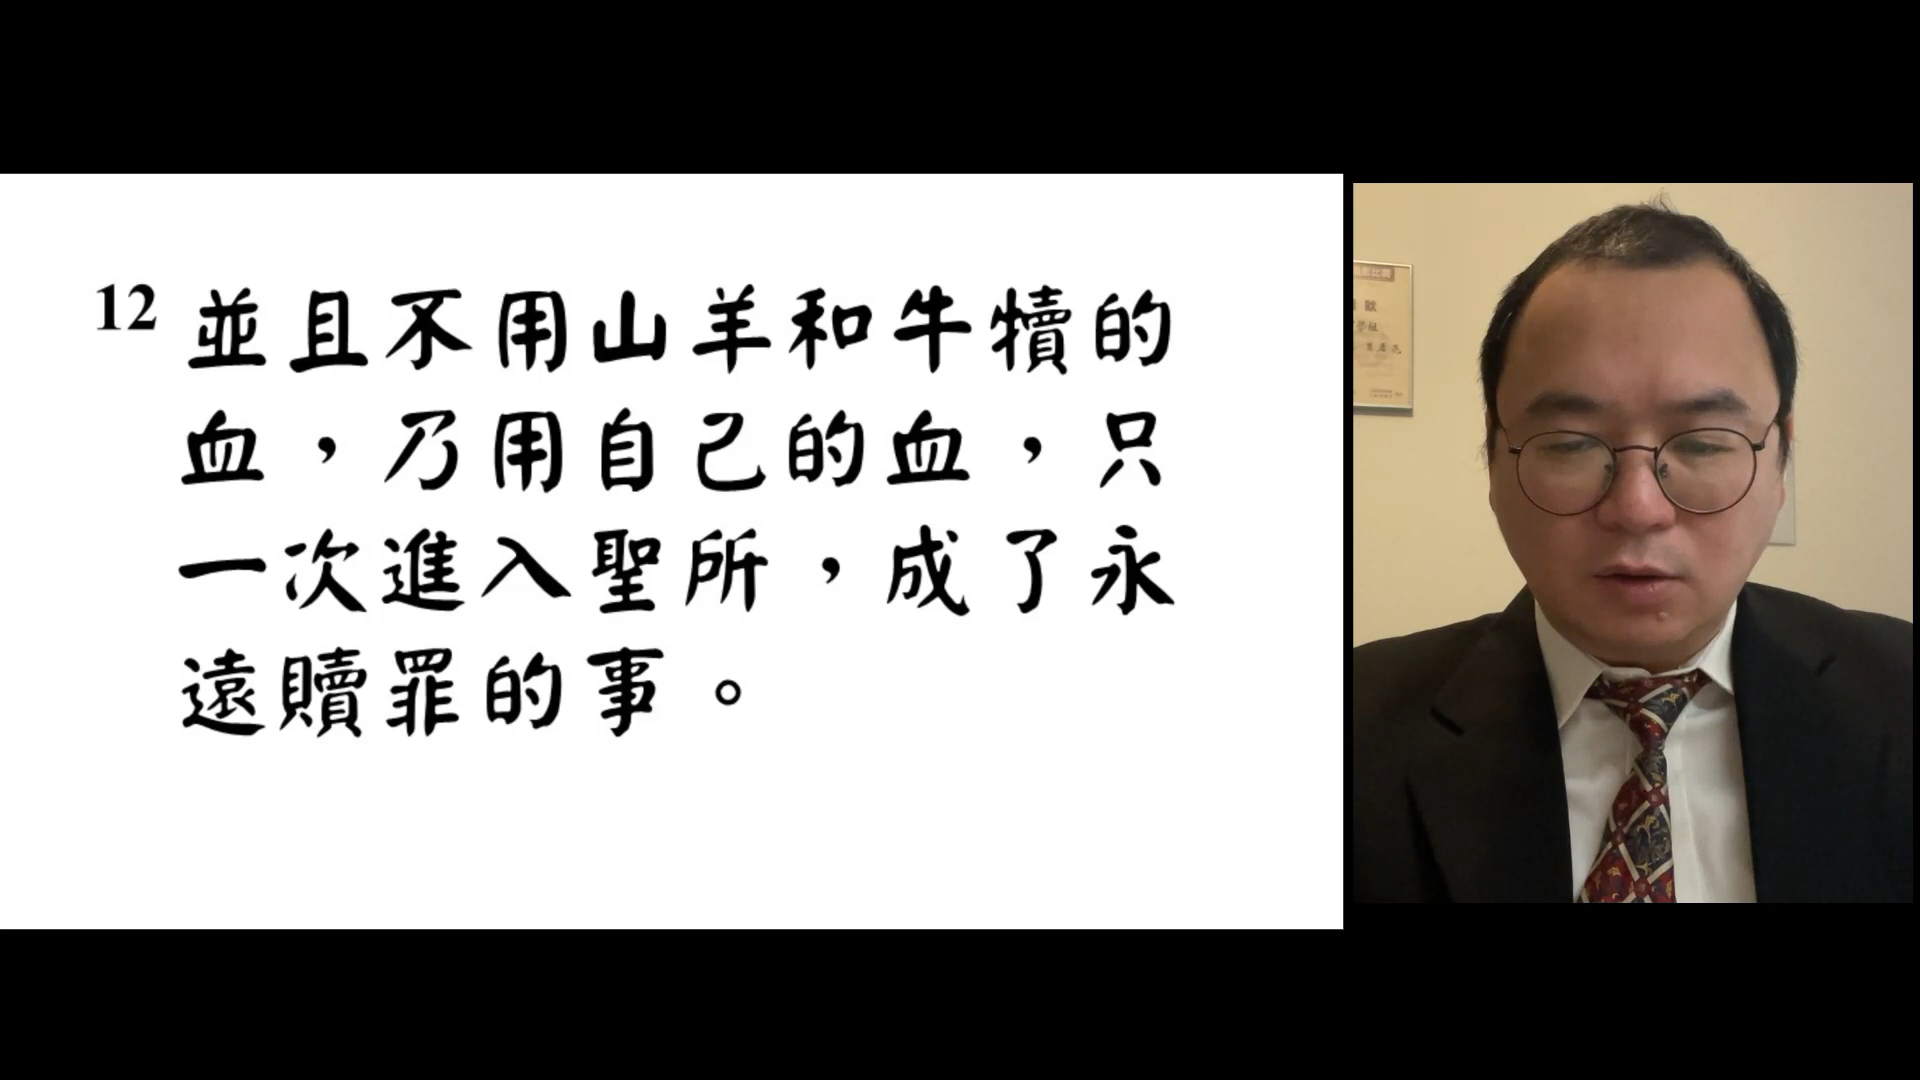 12 並且不用山羊和牛犢的
血，乃用自己的血，只
一次進入聖所，成了永
遠贖罪的事。